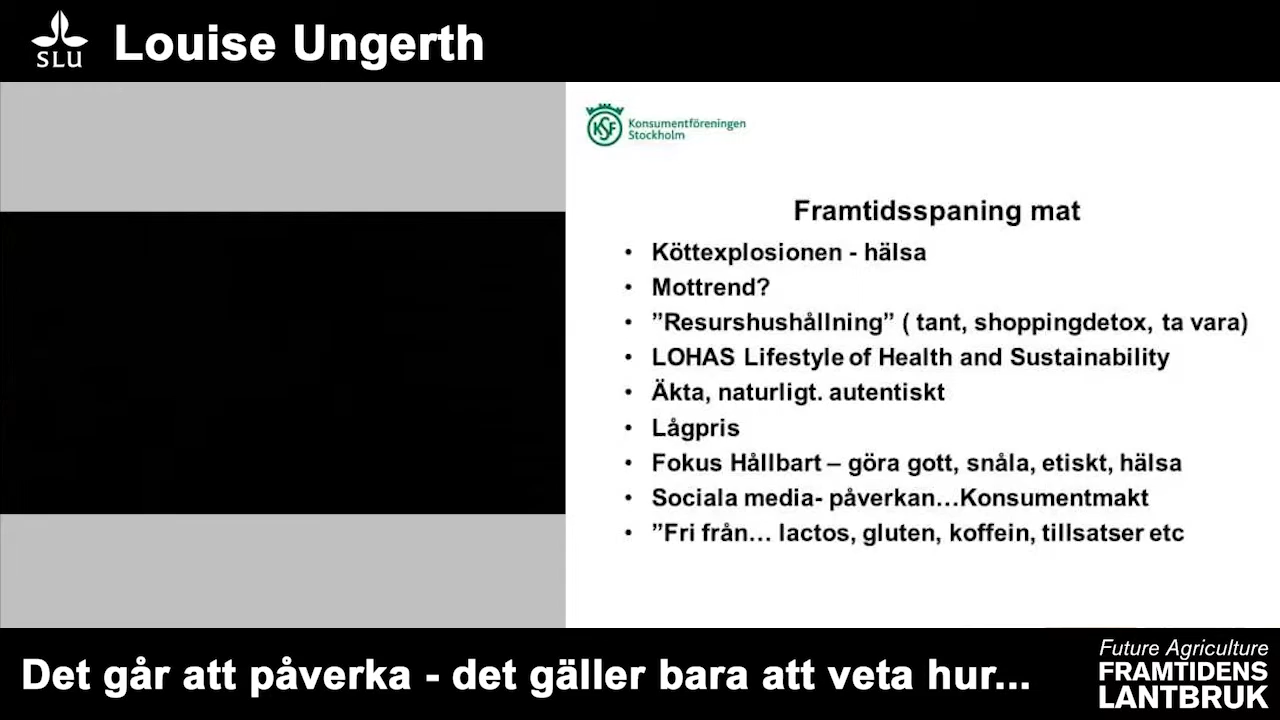 SLU
Louise Ungerth
KSF
Konsumentföreningen
Stockholm
Framtidsspaning mat
• Köttexplosionen - hälsa
• Mottrend?
• ”Resurshushållning” ( tant, shoppingdetox, ta vara)
• LOHAS Lifestyle of Health and Sustainability
• Äkta, naturligt. autentiskt
• Lågpris
• Fokus Hållbart – göra gott, snåla, etiskt, hälsa
• Sociala media- påverkan…Konsumentmakt
• ”Fri från… lactos, gluten, koffein, tillsatser etc
Det går att påverka - det gäller bara att veta hur...
Future Agriculture
FRAMTIDENS
LANTBRUK